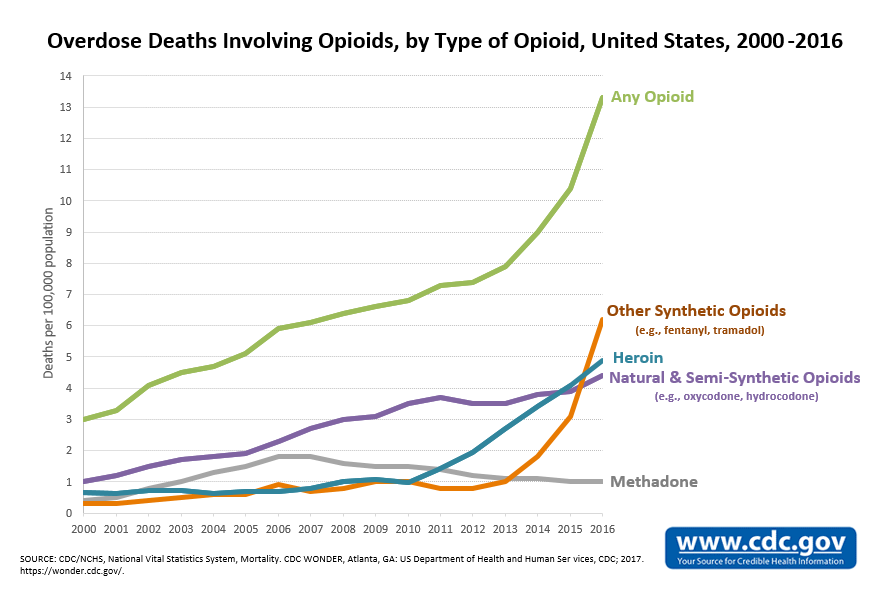 Overdose Deaths Involving Opioids, by Type of Opioid, United States, 2000 -2016
Deaths per 100,000 population
14
13
12
11
10
9
8
7
6
5
4
3
2
1
0
Any Opioid
Other Synthetic Opioids
(e.g., fentanyl, tramadol)
Heroin
Natural & Semi-Synthetic Opioids
(e.g., oxycodone, hydrocodone)
Methadone
2000 2001 2002 2003 2004 2005 2006 2007 2008 2009 2010 2011 2012 2013 2014 2015 2016
www.cdc.gov
Your Source for Credible Health Information
SOURCE: CDC/NCHS, National Vital Statistics System, Mortality. CDC WONDER, Atlanta, GA: US Department of Health and Human Ser vices, CDC; 2017.
https://wonder.cdc.gov/.